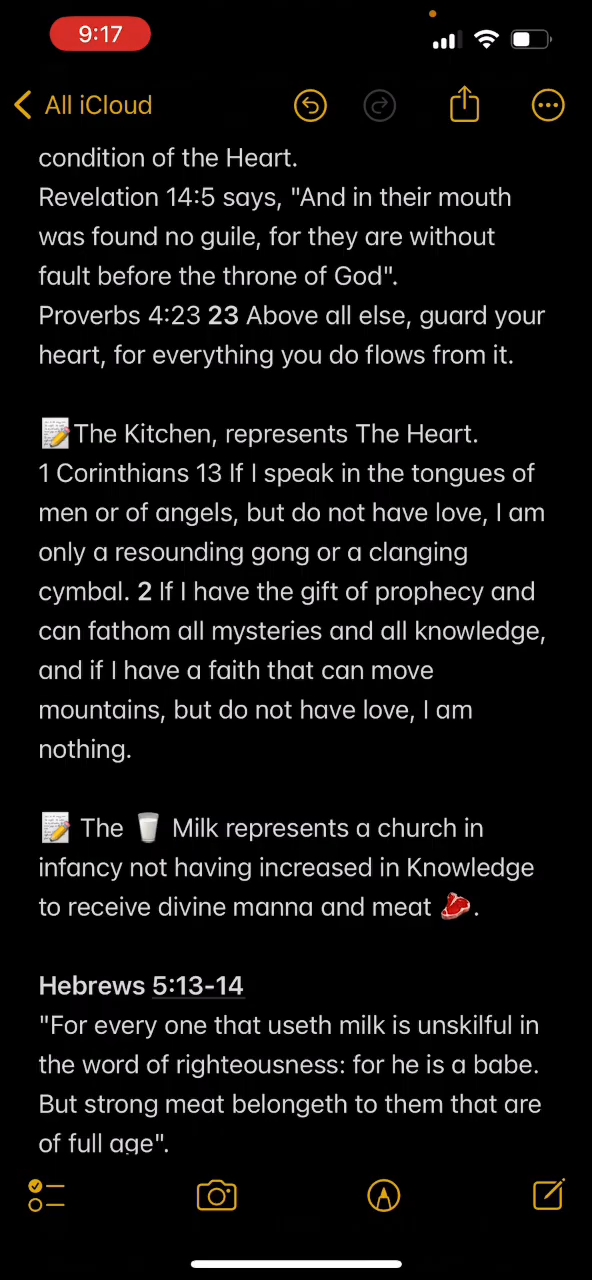 9:17
All iCloud
condition of the Heart.
Revelation 14:5 says, "And in their mouth
was found no guile, for they are without
fault before the throne of God".
Proverbs 4:23 23 Above all else, guard your
heart, for everything you do flows from it.
📝The Kitchen, represents The Heart.
1 Corinthians 13 If I speak in the tongues of
men or of angels, but do not have love, I am
only a resounding gong or a clanging
cymbal. 2 If I have the gift of prophecy and
can fathom all mysteries and all knowledge,
and if I have a faith that can move
mountains, but do not have love, I am
nothing.
📝 The 🥛 Milk represents a church in
infancy not having increased in Knowledge
to receive divine manna and meat 🥩.
Hebrews 5:13-14
"For every one that useth milk is unskilful in
the word of righteousness: for he is a babe.
But strong meat belongeth to them that are
of full age".